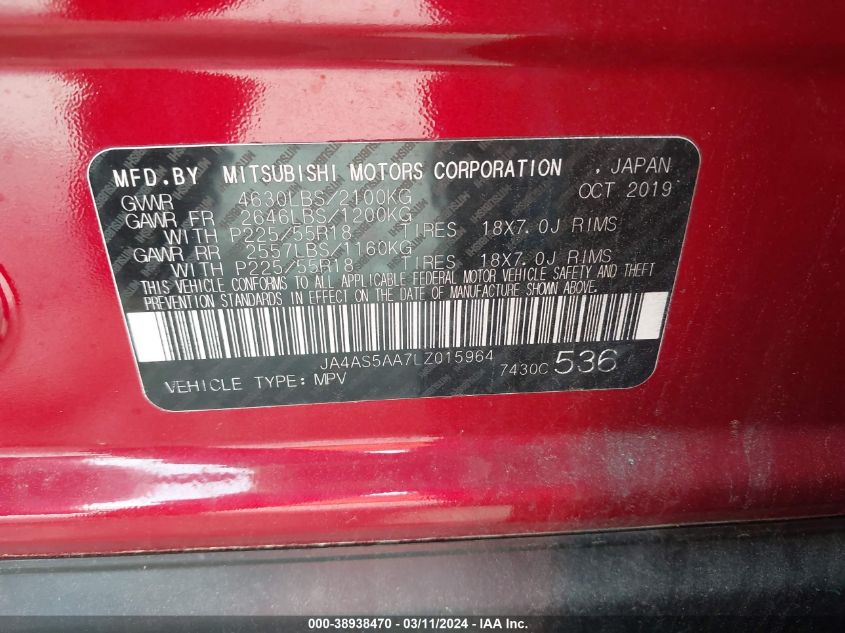 MFD.BY MITSUBISHI MOTORS CORPORATION , JAPAN
GVWR 4630LBS/2100KG OCT 2019
GAWR FR 2646LBS/1200KG
WITH P225/55R18 TIRES 18X7.0J RIMS
GAWR RR 2557LBS/1160KG
WITH P225/55R18 TIRES 18X7.0J RIMS
THIS VEHICLE CONFORMS TO ALL APPLICABLE FEDERAL MOTOR VEHICLE SAFETY AND THEFT
PREVENTION STANDARDS IN EFFECT ON THE DATE OF MANUFACTURE SHOWN ABOVE.
JA4AS5AA7LZ015964
VEHICLE TYPE: MPV 7430C 536
000-38938470 - 03/11/2024 - IAA, Inc.